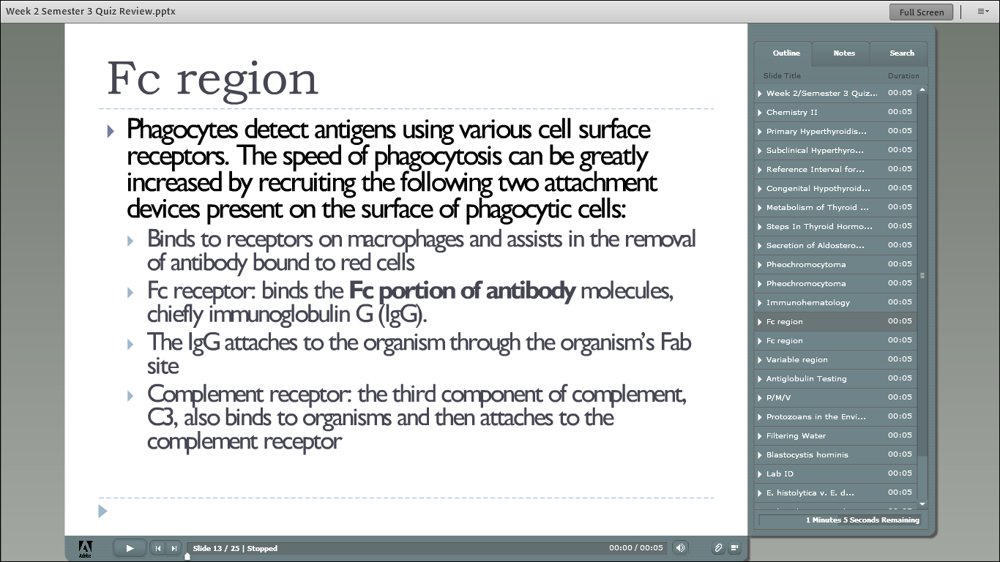 Week 2 Semester 3 Quiz Review.pptx
Full Screen
Fc region
Phagocytes detect antigens using various cell surface
receptors. The speed of phagocytosis can be greatly
increased by recruiting the following two attachment
devices present on the surface of phagocytic cells:
Binds to receptors on macrophages and assists in the removal
of antibody bound to red cells
Fc receptor: binds the Fc portion of antibody molecules,
chiefly immunoglobulin G (IgG).
The IgG attaches to the organism through the organism's Fab
site
Complement receptor: the third component of complement,
C3, also binds to organisms and then attaches to the
complement receptor
Outline Notes Search
Slide Title Duration
Week 2/Semester 3 Quiz... 00:05
Chemistry II 00:05
Primary Hyperthyroidis... 00:05
Subclinical Hyperthyro... 00:05
Reference Interval for... 00:05
Congenital Hypothyroid... 00:05
Metabolism of Thyroid ... 00:05
Steps In Thyroid Hormo... 00:05
Secretion of Aldostero... 00:05
Pheochromocytoma 00:05
Pheochromocytoma 00:05
Immunohematology 00:05
Fc region 00:05
Fc region 00:05
Variable region 00:05
Antiglobulin Testing 00:05
P/M/V 00:05
Protozoans in the Envi... 00:05
Filtering Water 00:05
Blastocystis hominis 00:05
Lab ID 00:05
E. histolytica v. E. d... 00:05
1 Minutes 5 Seconds Remaining
Adobe
Slide 13 / 25 | Stopped
00:00 / 00:05